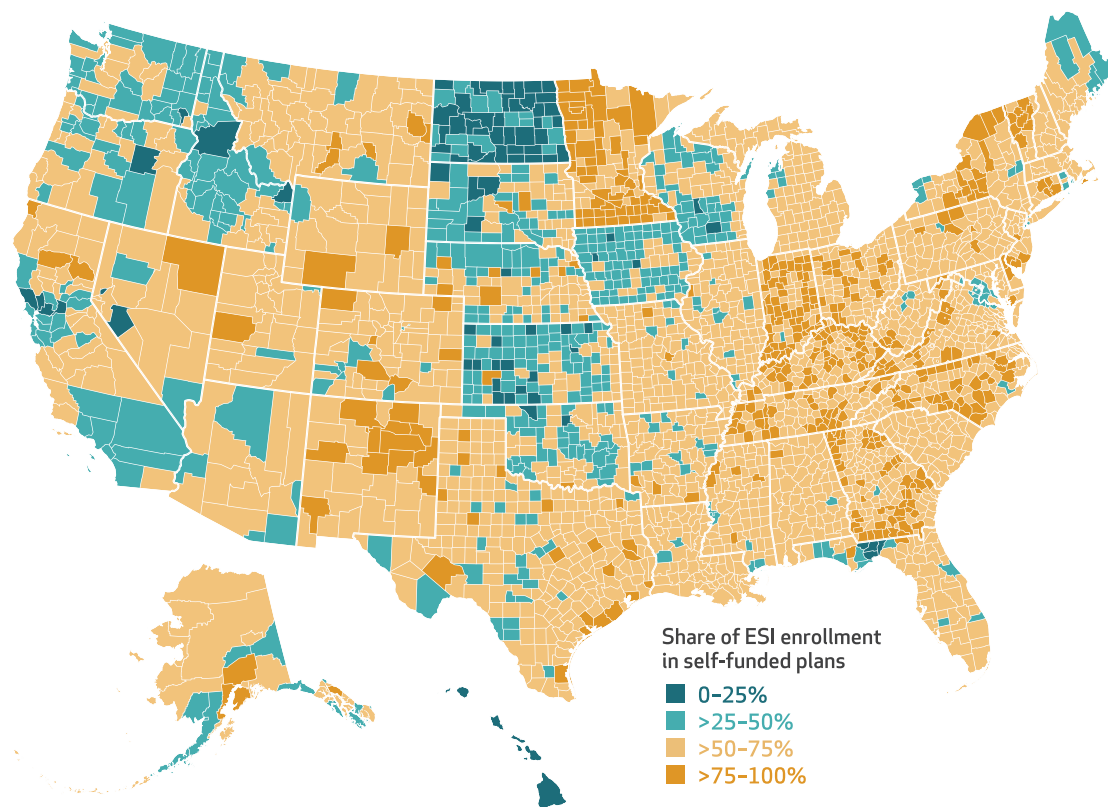 Share of ESI enrollment
in self-funded plans
0–25%
>25–50%
>50–75%
>75–100%